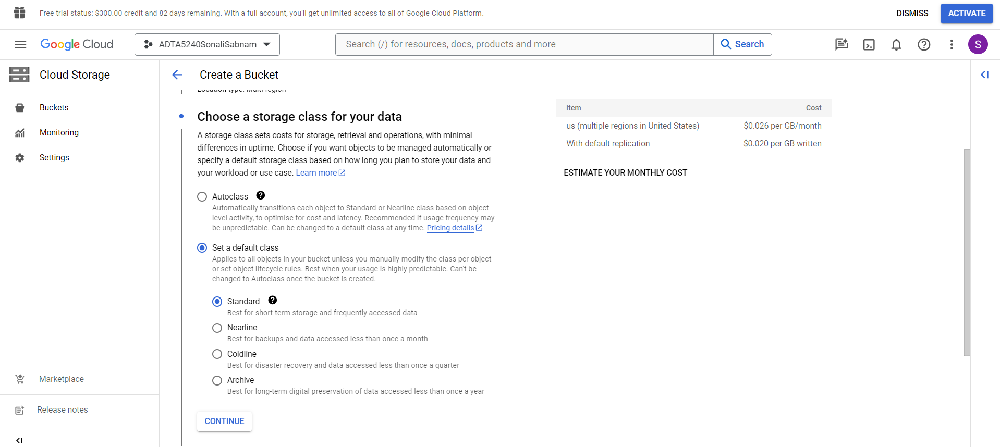 Free trial status: $300.00 credit and 82 days remaining. With a full account, you'll get unlimited access to all of Google Cloud Platform.
DISMISS
ACTIVATE
Google Cloud
ADTA5240SonaliSabnam
Search (/) for resources, docs, products and more
Search
S
Cloud Storage
Create a Bucket
Buckets
Monitoring
Settings
Marketplace
Release notes
Location type: Multi-region
Choose a storage class for your data
A storage class sets costs for storage, retrieval and operations, with minimal
differences in uptime. Choose if you want objects to be managed automatically or
specify a default storage class based on how long you plan to store your data and
your workload or use case. Learn more
Autoclass
Automatically transitions each object to Standard or Nearline class based on object-
level activity, to optimise for cost and latency. Recommended if usage frequency may
be unpredictable. Can be changed to a default class at any time. Pricing details
Set a default class
Applies to all objects in your bucket unless you manually modify the class per object
or set object lifecycle rules. Best when your usage is highly predictable. Can't be
changed to Autoclass once the bucket is created.
Standard
Best for short-term storage and frequently accessed data
Nearline
Best for backups and data accessed less than once a month
Coldline
Best for disaster recovery and data accessed less than once a quarter
Archive
Best for long-term digital preservation of data accessed less than once a year
CONTINUE
Item Cost
us (multiple regions in United States) $0.026 per GB/month
With default replication $0.020 per GB written
ESTIMATE YOUR MONTHLY COST